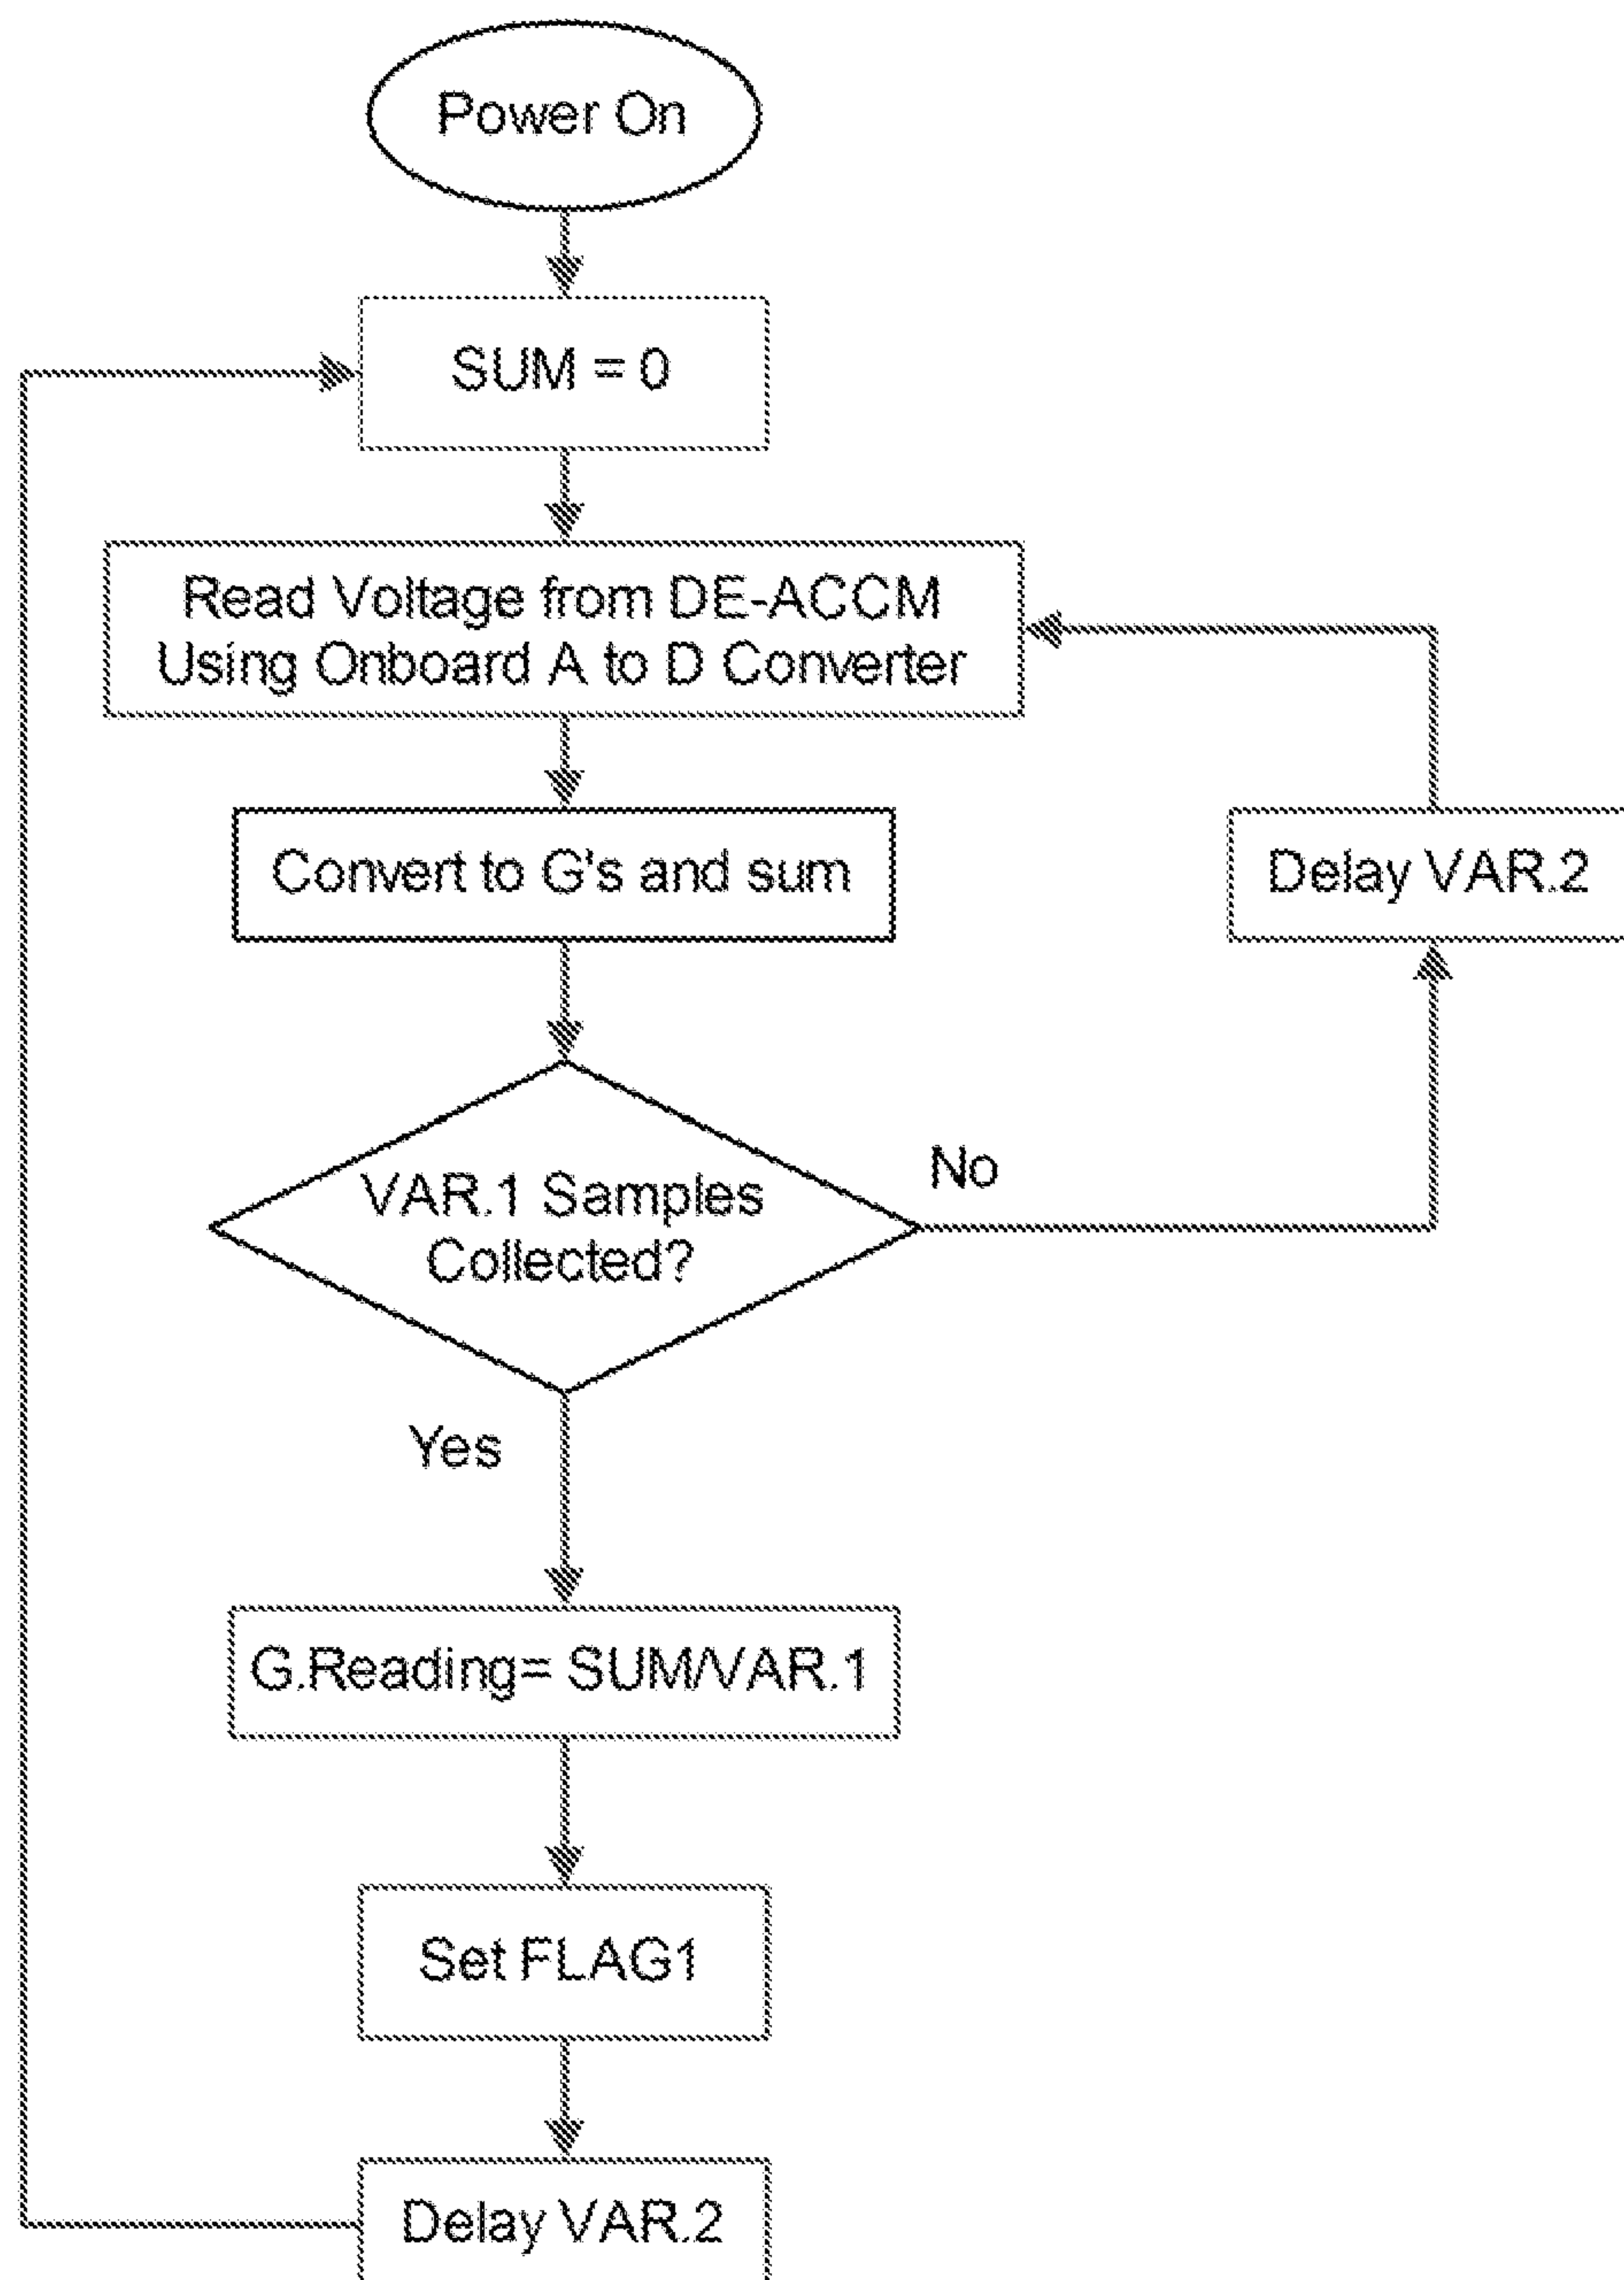 Power On
SUM = 0
Read Voltage from DE-ACCM
Using Onboard A to D Converter
Convert to G's and sum
Delay VAR.2
VAR.1 Samples
Collected?
No
Yes
G.Reading= SUM/VAR.1
Set FLAG1
Delay VAR.2